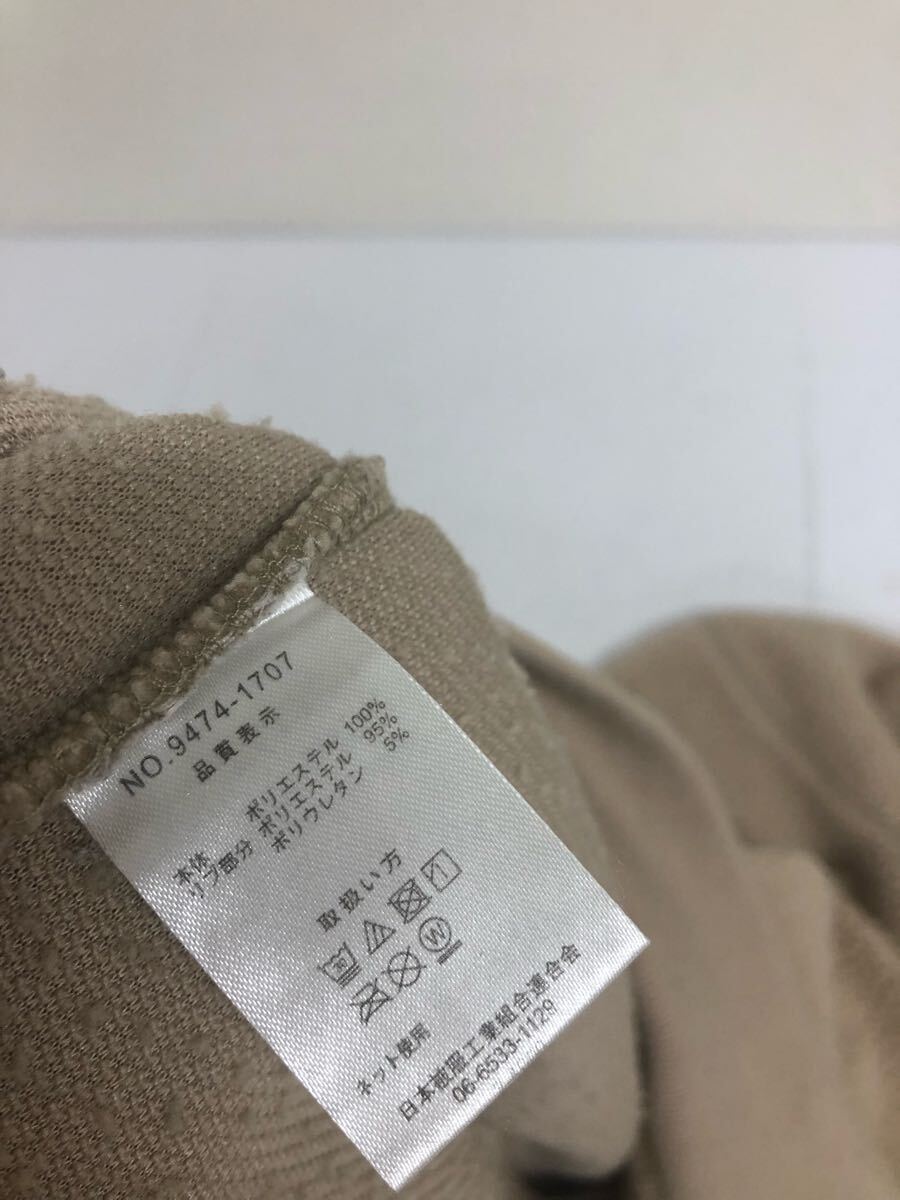 NO.9474-1707
品質表示
本体 ポリエステル 100%
リブ部分 ポリエステル 95%
ポリウレタン 5%
取扱い方
30
W
ネット使用
日本被服工業組合連合会
06-6533-1129